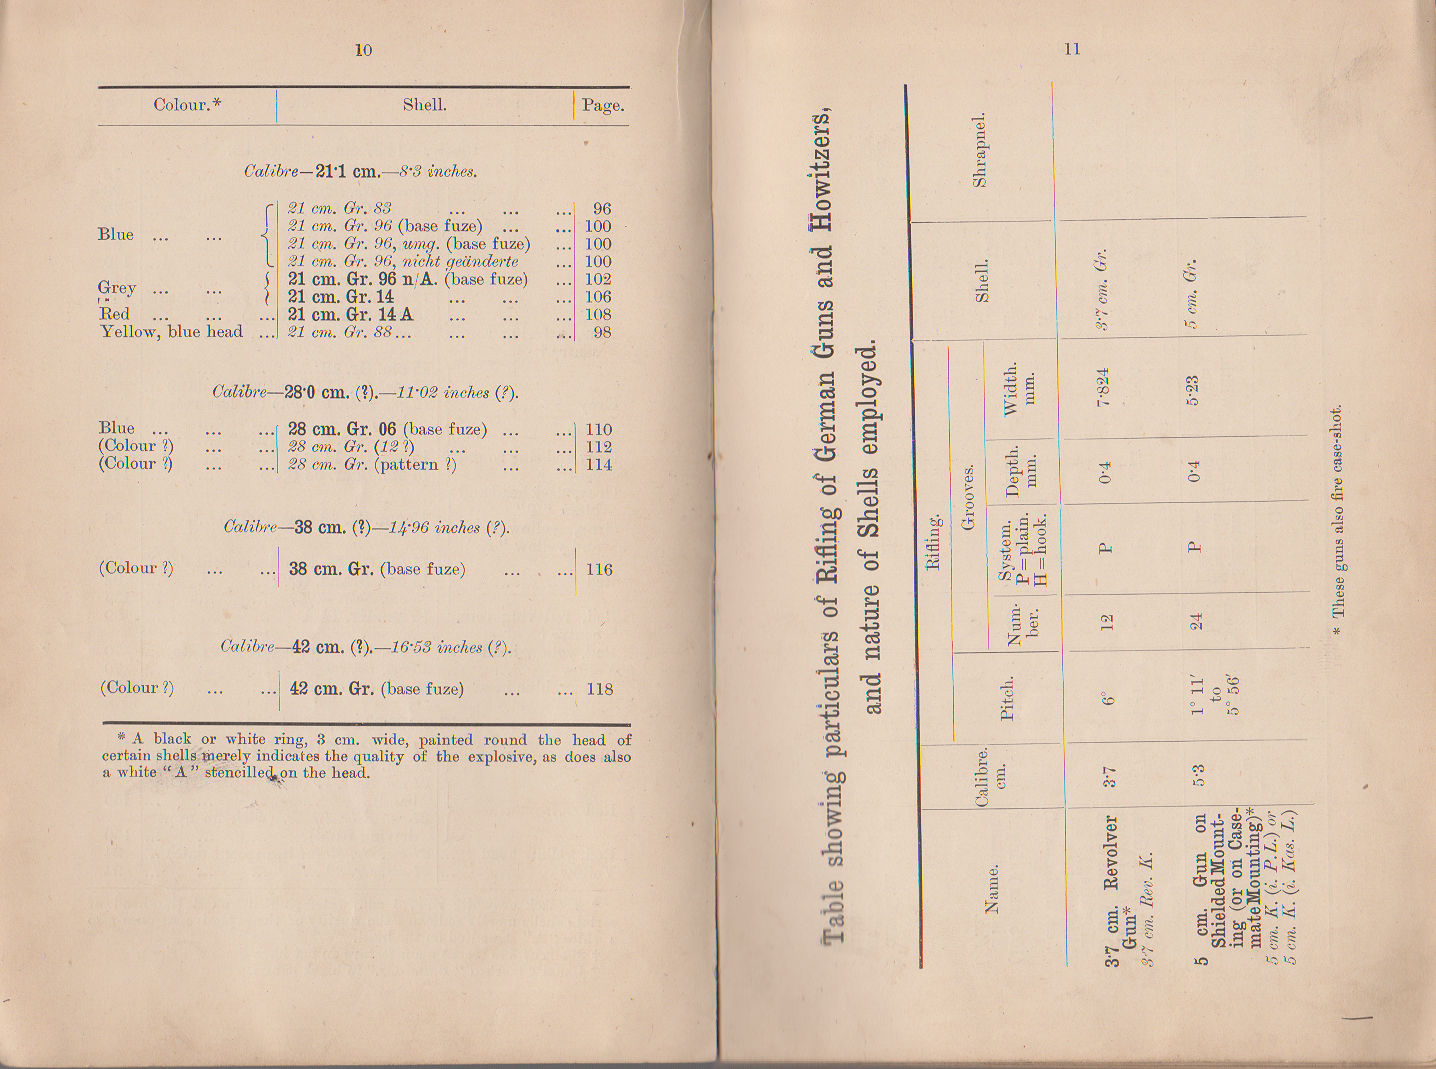 10
Colour.* Shell. Page.
Calibre—21·1 cm.—8·3 inches.
Blue ... ... 21 cm. Gr. 83 ... ... ... 96
21 cm. Gr. 96 (base fuze) ... ... 100
21 cm. Gr. 96, umg. (base fuze) ... 100
21 cm. Gr. 96, nicht geänderte ... 100
Grey ... ... 21 cm. Gr. 96 n/A. (base fuze) ... 102
21 cm. Gr. 14 ... ... ... 106
Red ... ... ... 21 cm. Gr. 14 A ... ... ... 108
Yellow, blue head ... 21 cm. Gr. 88 ... ... ... ... 98
Calibre—28·0 cm. (?).—11·02 inches (?).
Blue ... ... ... 28 cm. Gr. 06 (base fuze) ... ... 110
(Colour ?) ... ... 28 cm. Gr. (12 ?) ... ... ... 112
(Colour ?) ... ... 28 cm. Gr. (pattern ?) ... ... 114
Calibre—38 cm. (?)—14·96 inches (?).
(Colour ?) ... ... 38 cm. Gr. (base fuze) ... ... 116
Calibre—42 cm. (?).—16·53 inches (?).
(Colour ?) ... ... 42 cm. Gr. (base fuze) ... ... 118
* A black or white ring, 3 cm. wide, painted round the head of
certain shells merely indicates the quality of the explosive, as does also
a white “A” stencilled on the head.
11
Table showing particulars of Rifling of German Guns and Howitzers,
and nature of Shells employed.
Name. Calibre. cm. Rifling. Shell. Shrapnel.
Pitch. Grooves.
Num-ber. System. P=plain. H=hook. Depth. mm. Width. mm.
3·7 cm. Revolver 3·7 6° 12 P 0·4 7·824 3·7 cm. Gr.
Gun*
3·7 cm. Rev. K.
5 cm. Gun on 5·3 1° 11′ 24 P 0·4 5·23 5 cm. Gr.
Shielded Mount- to
ing (or on Case- 5° 56′
mate Mounting)*
5 cm. K. (i. P.L.) or
5 cm. K. (i. Kas. L.)
* These guns also fire case-shot.